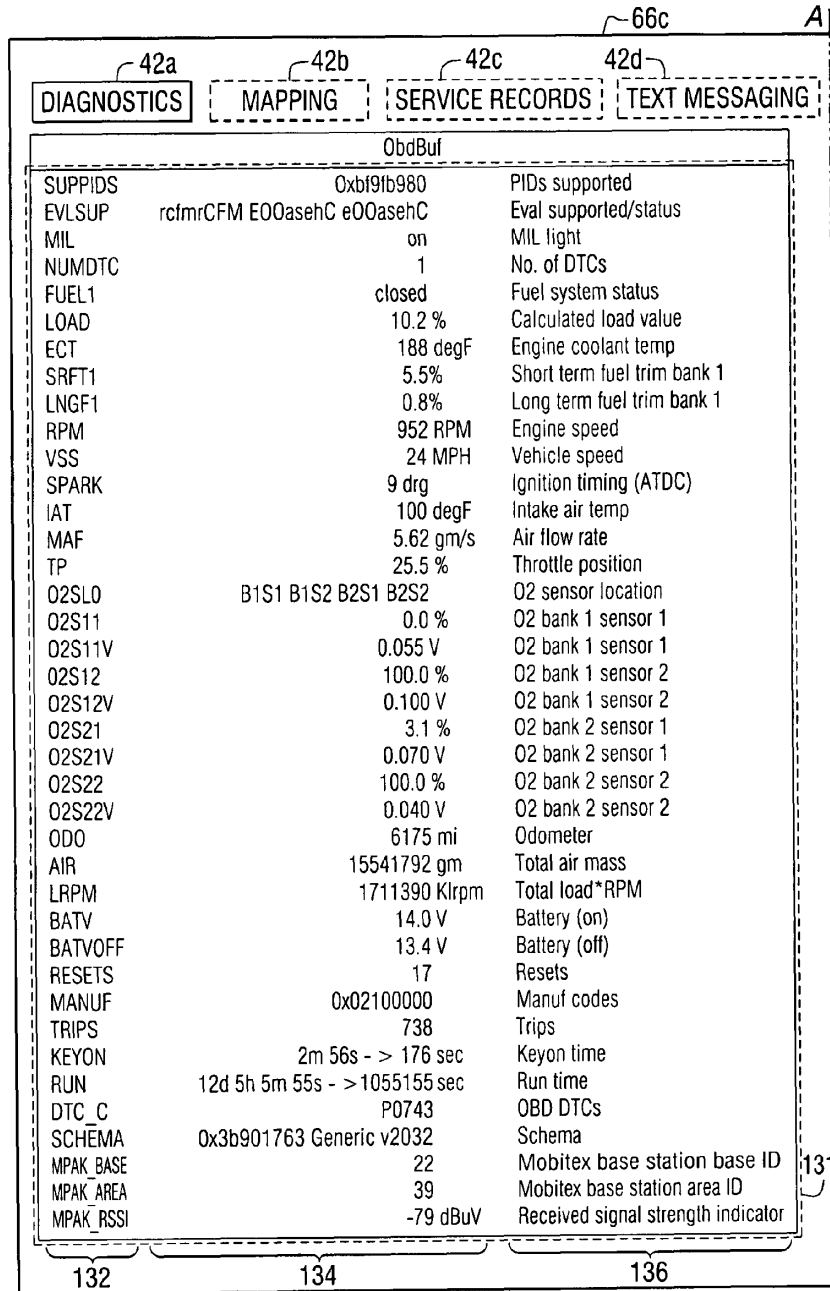 66c A
42a 42b 42c 42d
DIAGNOSTICS MAPPING SERVICE RECORDS TEXT MESSAGING
ObdBuf
SUPPIDS 0xbf9fb980 PIDs supported
EVLSUP rcfmrCFM E00asehC e00asehC Eval supported/status
MIL on MIL light
NUMDTC 1 No. of DTCs
FUEL1 closed Fuel system status
LOAD 10.2 % Calculated load value
ECT 188 degF Engine coolant temp
SRFT1 5.5% Short term fuel trim bank 1
LNGF1 0.8% Long term fuel trim bank 1
RPM 952 RPM Engine speed
VSS 24 MPH Vehicle speed
SPARK 9 drg Ignition timing (ATDC)
IAT 100 degF Intake air temp
MAF 5.62 gm/s Air flow rate
TP 25.5 % Throttle position
O2SL0 B1S1 B1S2 B2S1 B2S2 O2 sensor location
O2S11 0.0 % O2 bank 1 sensor 1
O2S11V 0.055 V O2 bank 1 sensor 1
O2S12 100.0 % O2 bank 1 sensor 2
O2S12V 0.100 V O2 bank 1 sensor 2
O2S21 3.1 % O2 bank 2 sensor 1
O2S21V 0.070 V O2 bank 2 sensor 1
O2S22 100.0 % O2 bank 2 sensor 2
O2S22V 0.040 V O2 bank 2 sensor 2
ODO 6175 mi Odometer
AIR 15541792 gm Total air mass
LRPM 1711390 Klrpm Total load*RPM
BATV 14.0 V Battery (on)
BATVOFF 13.4 V Battery (off)
RESETS 17 Resets
MANUF 0x02100000 Manuf codes
TRIPS 738 Trips
KEYON 2m 56s - > 176 sec Keyon time
RUN 12d 5h 5m 55s - >1055155 sec Run time
DTC_C P0743 OBD DTCs
SCHEMA 0x3b901763 Generic v2032 Schema
MPAK_BASE 22 Mobitex base station base ID
MPAK_AREA 39 Mobitex base station area ID
MPAK_RSSI -79 dBuV Received signal strength indicator
132 134 136